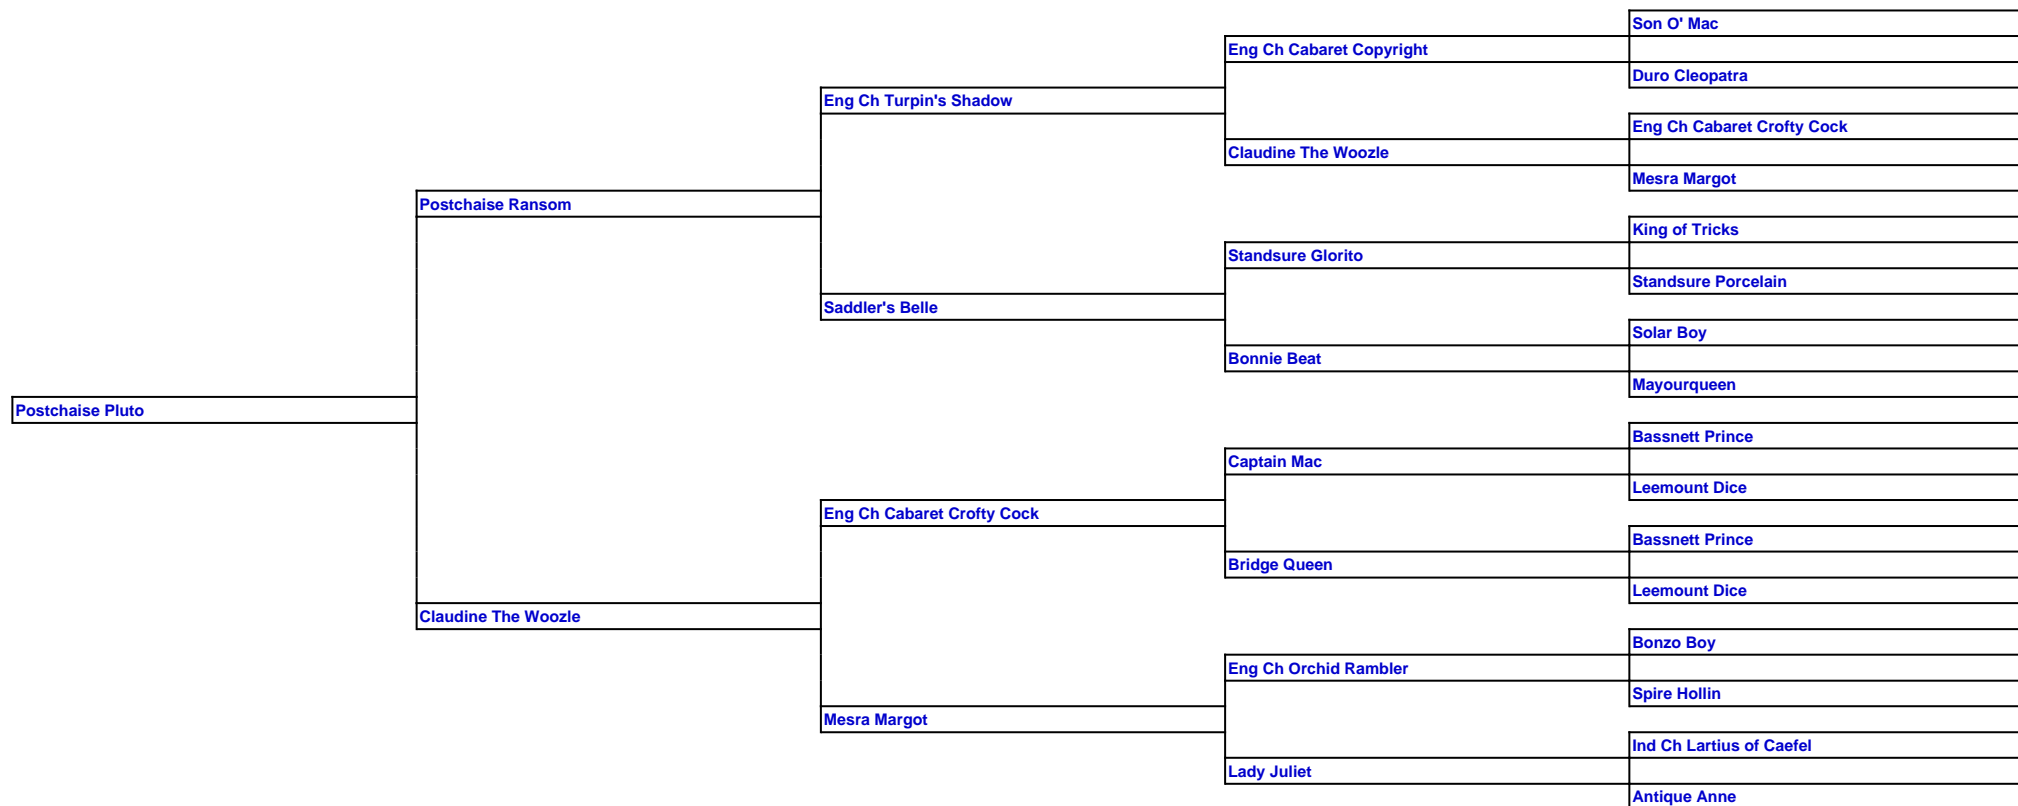 Son O' Mac
Eng Ch Cabaret Copyright
Duro Cleopatra
Eng Ch Turpin's Shadow
Eng Ch Cabaret Crofty Cock
Claudine The Woozle
Mesra Margot
Postchaise Ransom
King of Tricks
Standsure Glorito
Standsure Porcelain
Saddler's Belle
Solar Boy
Bonnie Beat
Mayourqueen
Postchaise Pluto
Bassnett Prince
Captain Mac
Leemount Dice
Eng Ch Cabaret Crofty Cock
Bassnett Prince
Bridge Queen
Leemount Dice
Claudine The Woozle
Bonzo Boy
Eng Ch Orchid Rambler
Spire Hollin
Mesra Margot
Ind Ch Lartius of Caefel
Lady Juliet
Antique Anne